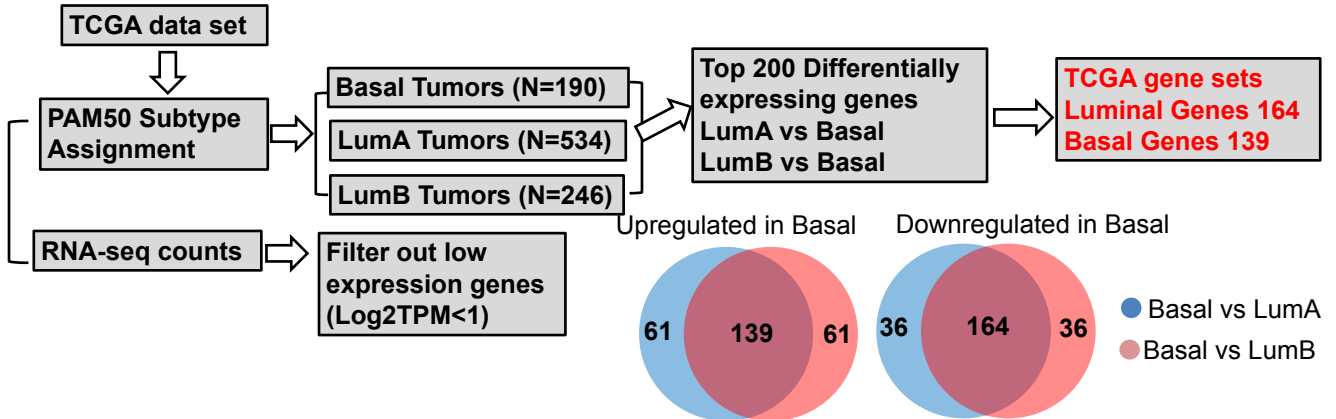 TCGA data set
PAM50 Subtype
Assignment
RNA-seq counts
Basal Tumors (N=190)
LumA Tumors (N=534)
LumB Tumors (N=246)
Filter out low
expression genes
(Log2TPM<1)
Top 200 Differentially
expressing genes
LumA vs Basal
LumB vs Basal
TCGA gene sets
Luminal Genes 164
Basal Genes 139
Upregulated in Basal
61 139 61
Downregulated in Basal
36 164 36
Basal vs LumA
Basal vs LumB